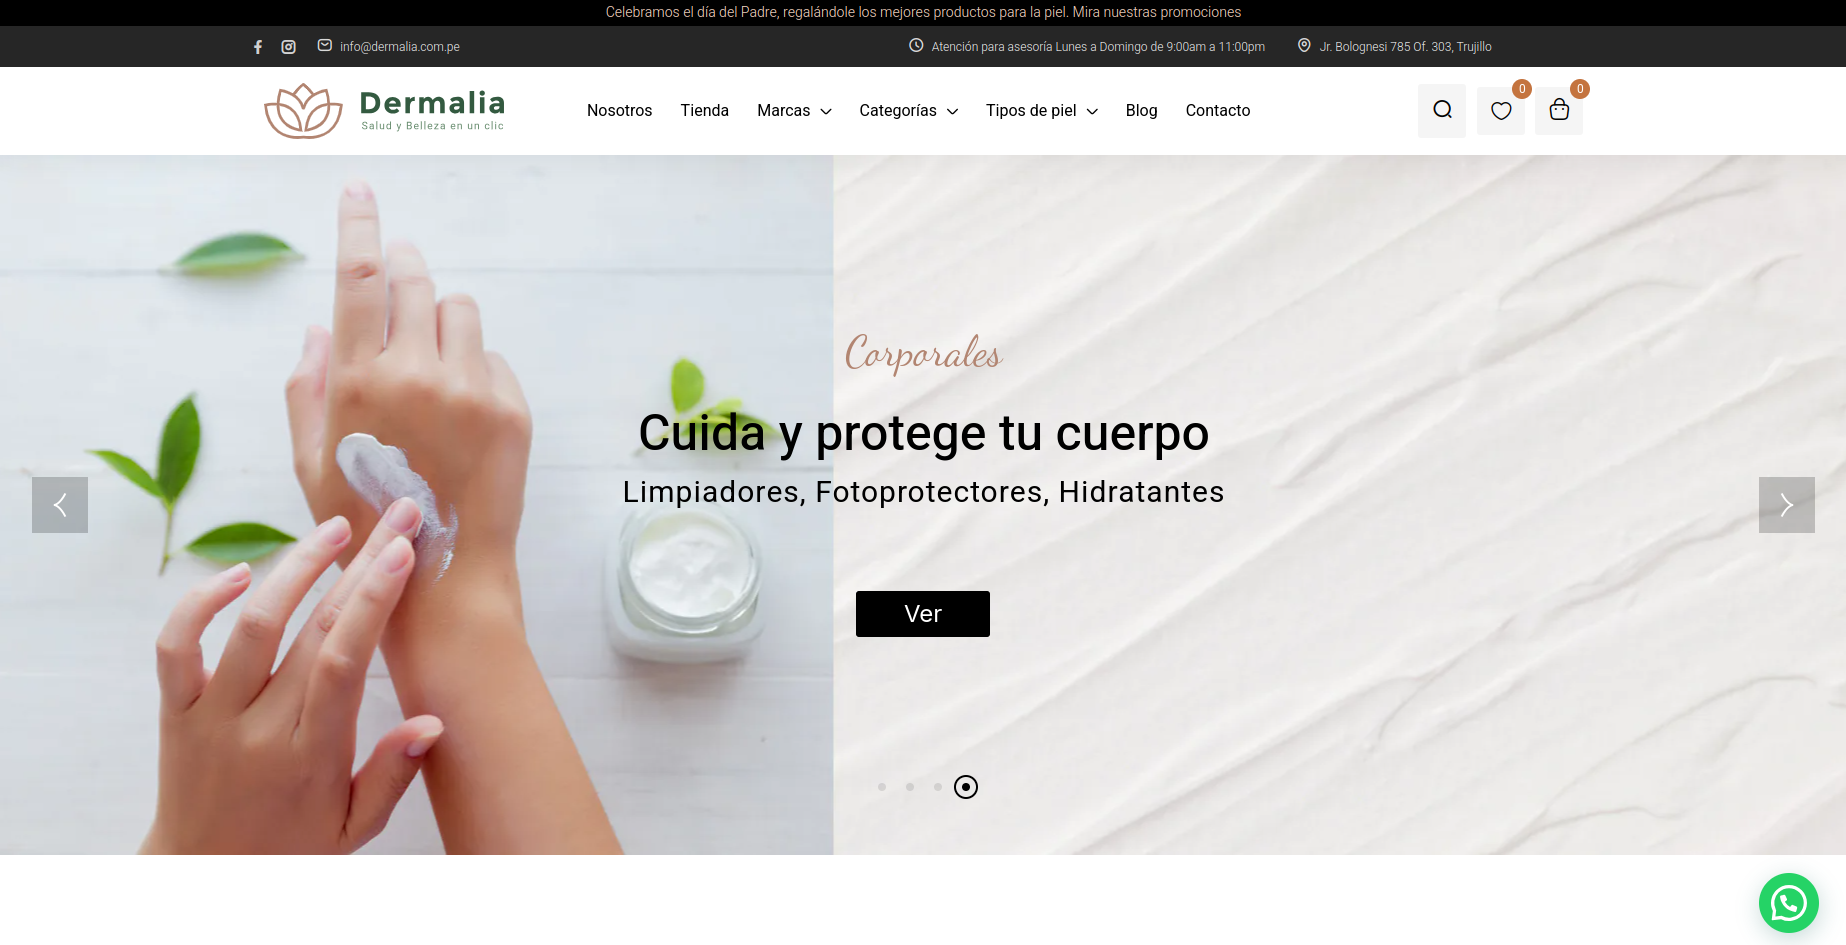 Celebramos el día del Padre, regalándole los mejores productos para la piel. Mira nuestras promociones
info@dermalia.com.pe
Atención para asesoría Lunes a Domingo de 9:00am a 11:00pm
Jr. Bolognesi 785 Of. 303, Trujillo
Dermalia
Salud y Belleza en un clic
Nosotros
Tienda
Marcas
Categorías
Tipos de piel
Blog
Contacto
0
0
Corporales
Cuida y protege tu cuerpo
Limpiadores, Fotoprotectores, Hidratantes
Ver